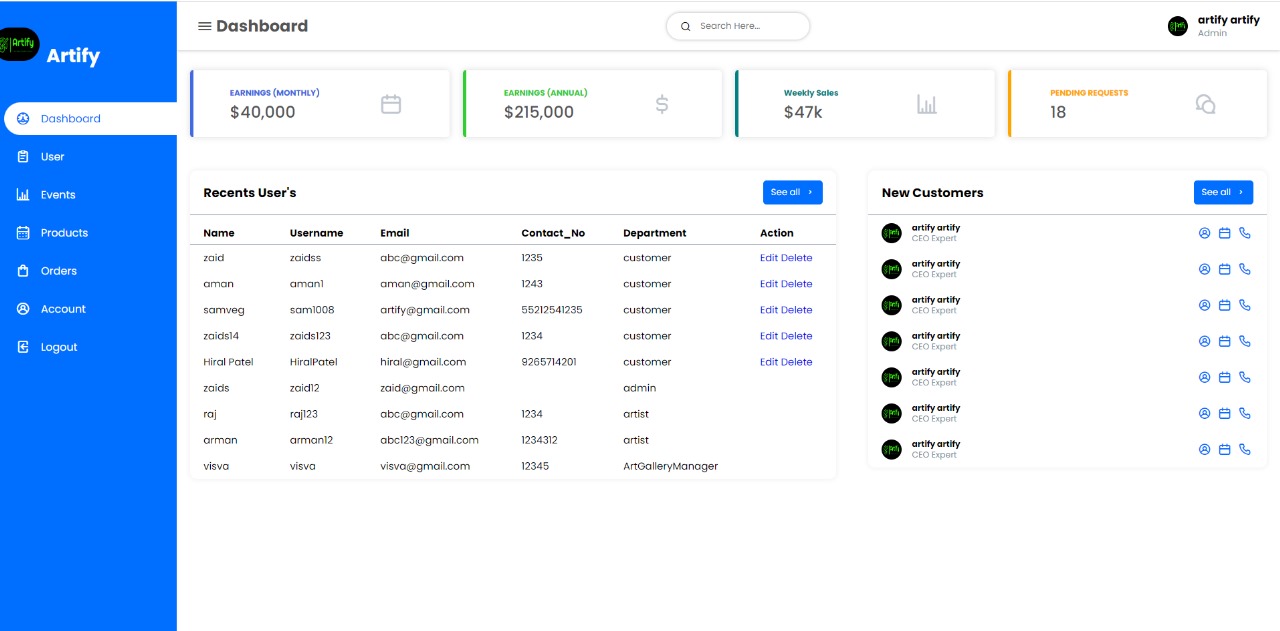 Artify
Artify
Dashboard
User
Events
Products
Orders
Account
Logout
Dashboard
Search Here...
artify artify
Admin
EARNINGS (MONTHLY)
$40,000
EARNINGS (ANNUAL)
$215,000
Weekly Sales
$47k
PENDING REQUESTS
18
Recents User's
See all
Name Username Email Contact_No Department Action
zaid zaidss abc@gmail.com 1235 customer Edit Delete
aman aman1 aman@gmail.com 1243 customer Edit Delete
samveg sam1008 artify@gmail.com 55212541235 customer Edit Delete
zaids14 zaids123 abc@gmail.com 1234 customer Edit Delete
Hiral Patel HiralPatel hiral@gmail.com 9265714201 customer Edit Delete
zaids zaid12 zaid@gmail.com admin
raj raj123 abc@gmail.com 1234 artist
arman arman12 abc123@gmail.com 1234312 artist
visva visva visva@gmail.com 12345 ArtGalleryManager
New Customers
See all
artify artify
CEO Expert
artify artify
CEO Expert
artify artify
CEO Expert
artify artify
CEO Expert
artify artify
CEO Expert
artify artify
CEO Expert
artify artify
CEO Expert